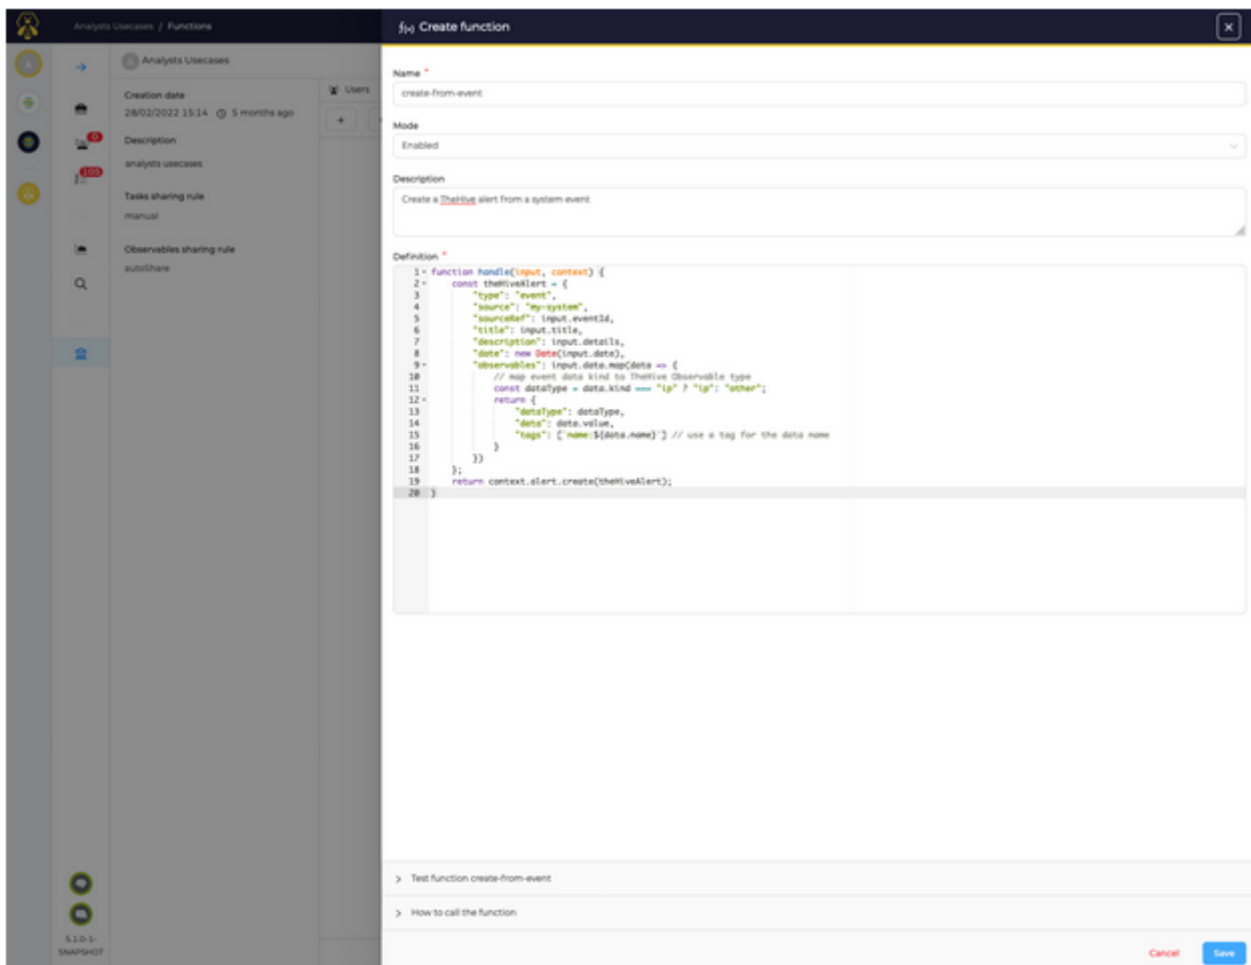 Analysts Usecases / Functions
f(x) Create function
Analysts Usecases
Creation date
28/02/2022 15:14 5 months ago
Description
analysts usecases
Tasks sharing rule
manual
Observables sharing rule
autoShare
Users
0
105
5.1.0-1-
SNAPSHOT
Name *
create-from-event
Mode
Enabled
Description
Create a TheHive alert from a system event
Definition *
1 function handle(input, context) {
2 const theHiveAlert = {
3 "type": "event",
4 "source": "my-system",
5 "sourceRef": input.eventId,
6 "title": input.title,
7 "description": input.details,
8 "date": new Date(input.date),
9 "observables": input.data.map(data => {
10 // map event data kind to TheHive Observable type
11 const dataType = data.kind === "ip" ? "ip": "other";
12 return {
13 "dataType": dataType,
14 "data": data.value,
15 "tags": [`name:${data.name}`] // use a tag for the data name
16 }
17 })
18 };
19 return context.alert.create(theHiveAlert);
20 }
Test function create-from-event
How to call the function
Cancel
Save